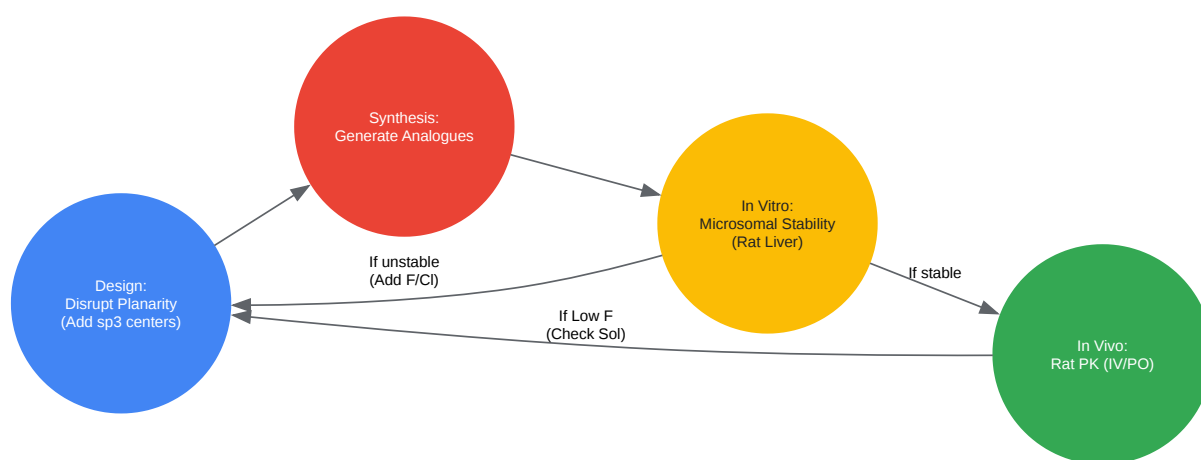 Synthesis:
Generate Analogues
In Vitro:
Microsomal Stability
(Rat Liver)
If unstable
(Add F/Cl)
If stable
Design:
Disrupt Planarity
(Add sp3 centers)
If Low F
(Check Sol)
In Vivo:
Rat PK (IV/PO)